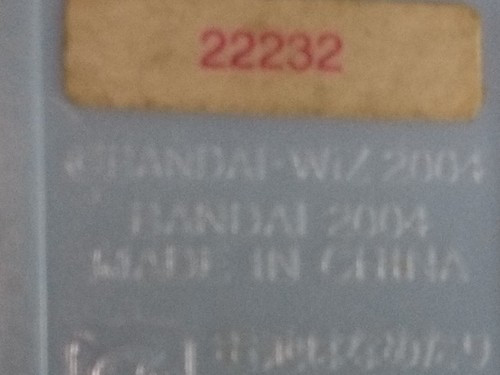 22232
©BANDAI·WiZ 2004
BANDAI 2004
MADE IN CHINA